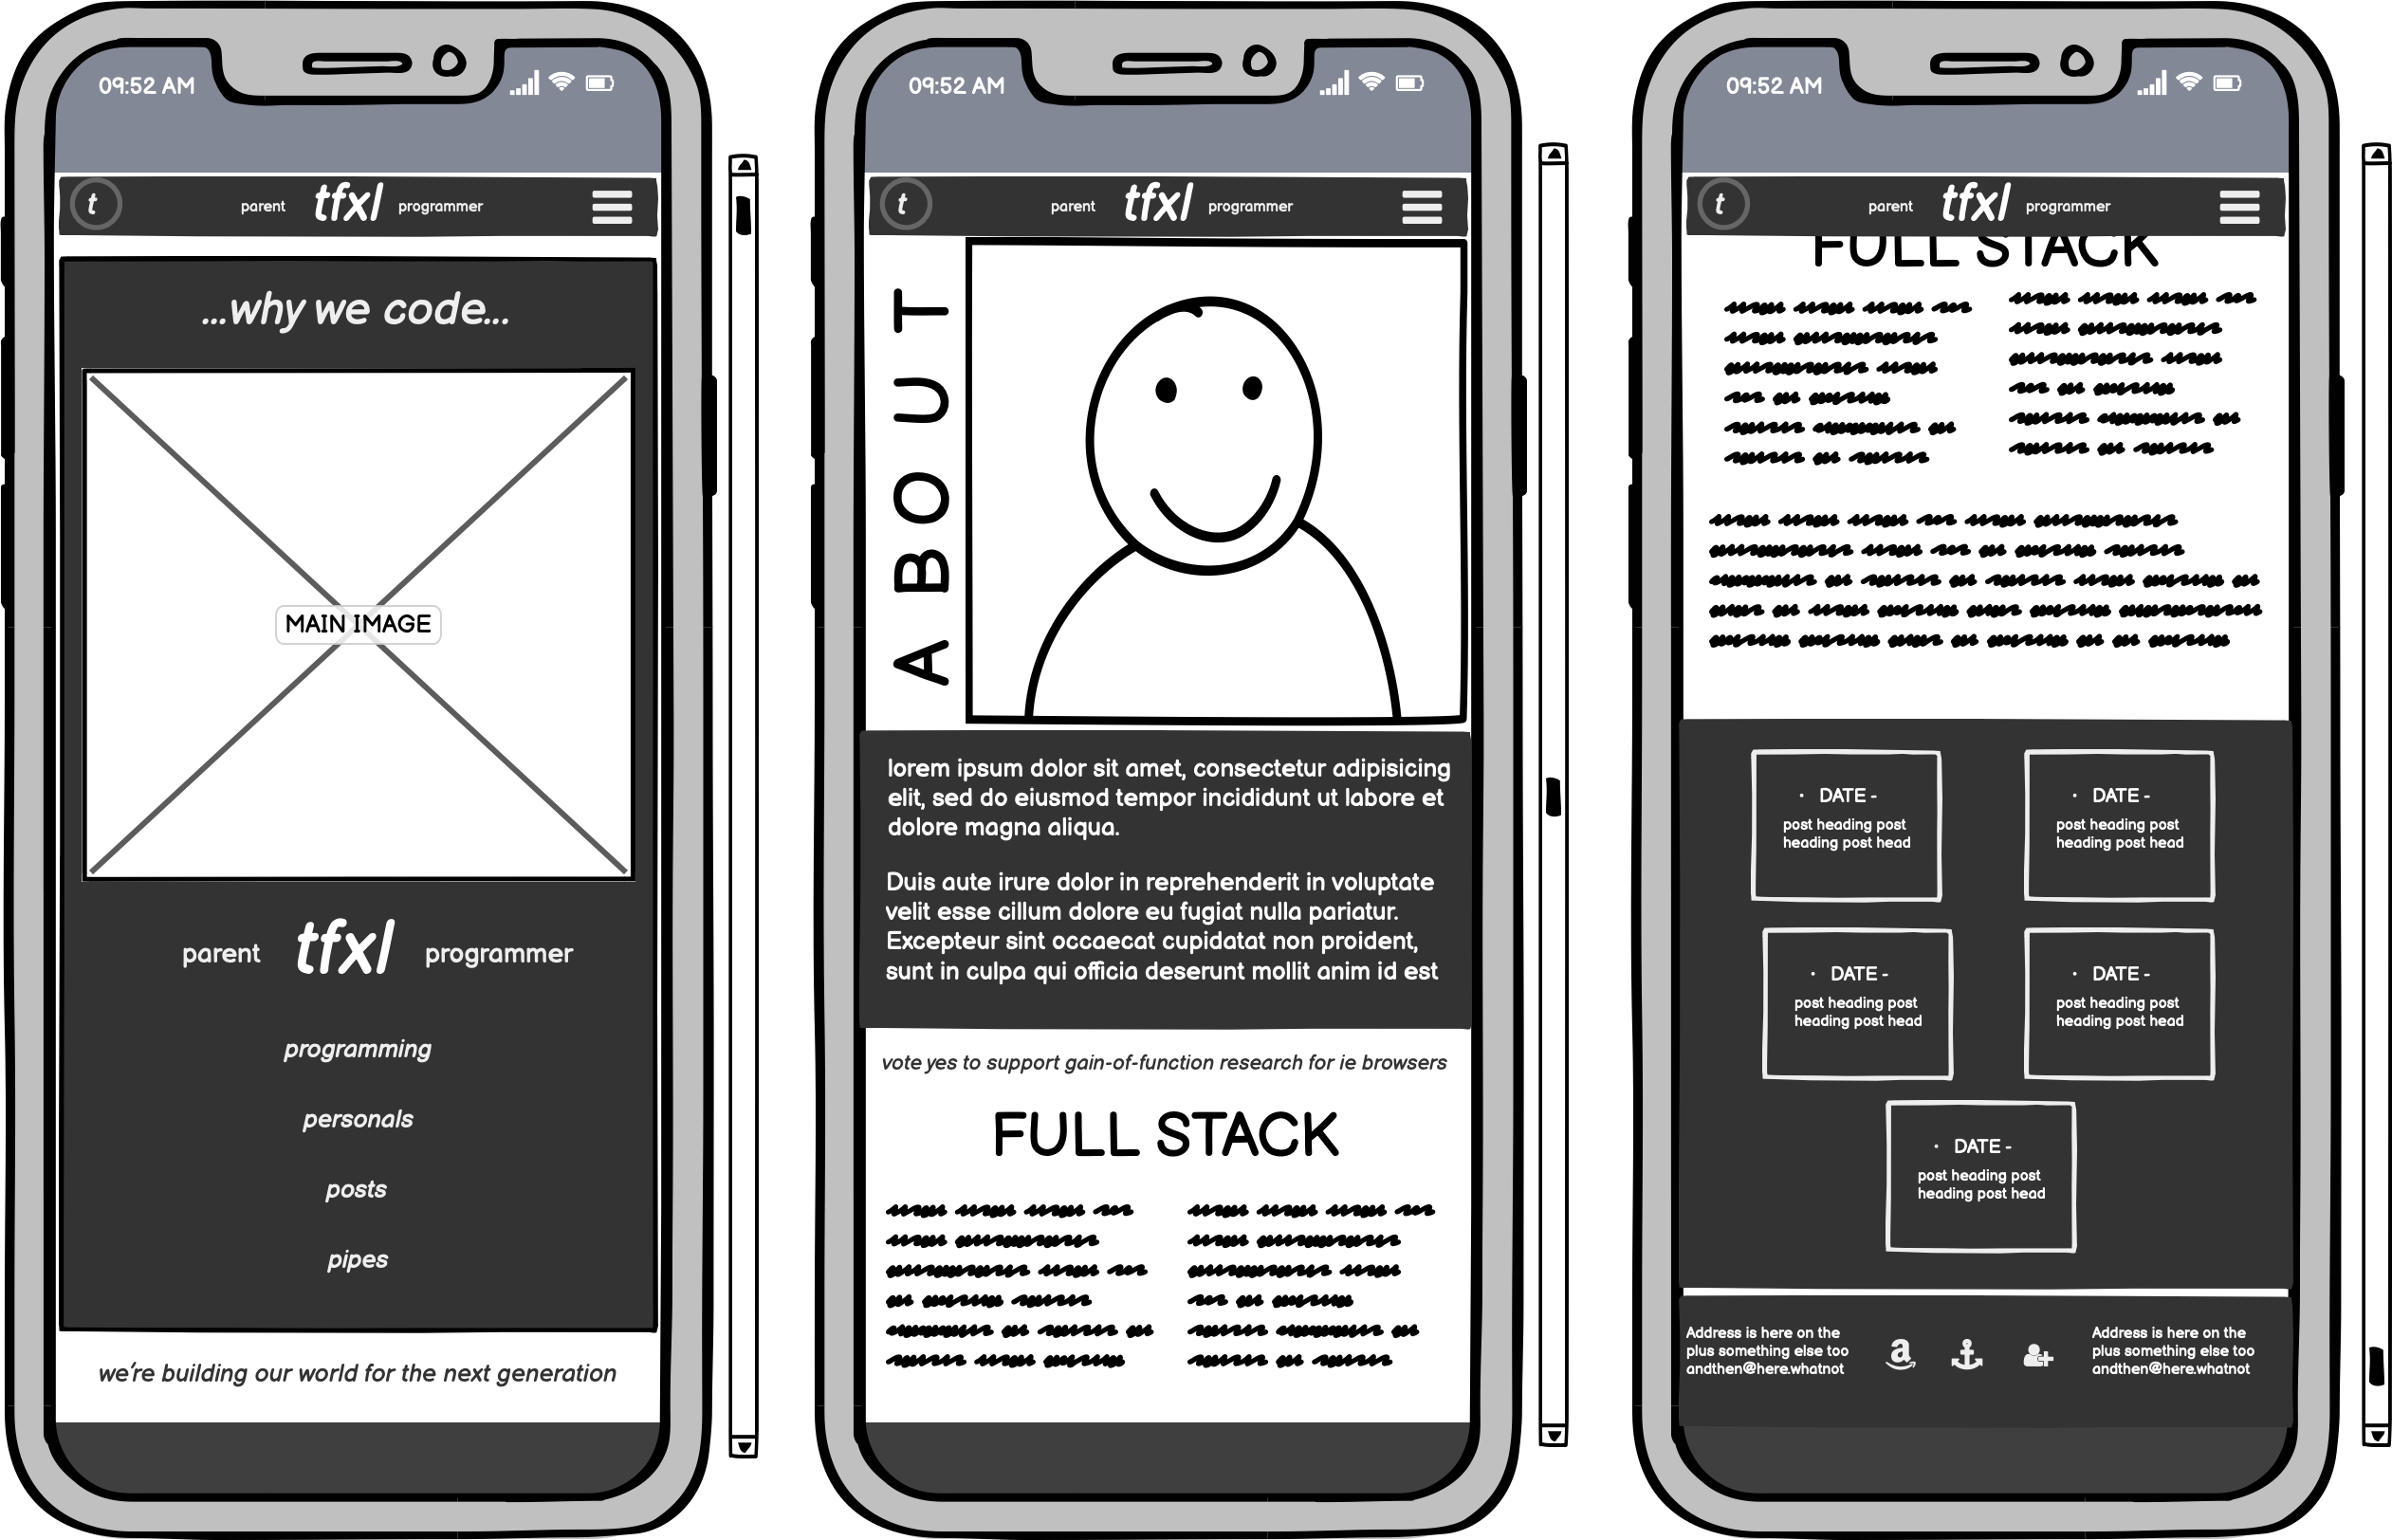 09:52 AM
t parent tfxl programmer
...why we code...
MAIN IMAGE
parent tfxl programmer
programming
personals
posts
pipes
we're building our world for the next generation
09:52 AM
t parent tfxl programmer
ABOUT
lorem ipsum dolor sit amet, consectetur adipisicing
elit, sed do eiusmod tempor incididunt ut labore et
dolore magna aliqua.
Duis aute irure dolor in reprehenderit in voluptate
velit esse cillum dolore eu fugiat nulla pariatur.
Excepteur sint occaecat cupidatat non proident,
sunt in culpa qui officia deserunt mollit anim id est
vote yes to support gain-of-function research for ie browsers
FULL STACK
09:52 AM
t parent tfxl programmer
FULL STACK
· DATE -
post heading post
heading post head
· DATE -
post heading post
heading post head
· DATE -
post heading post
heading post head
· DATE -
post heading post
heading post head
· DATE -
post heading post
heading post head
Address is here on the
plus something else too
andthen@here.whatnot
a
Address is here on the
plus something else too
andthen@here.whatnot